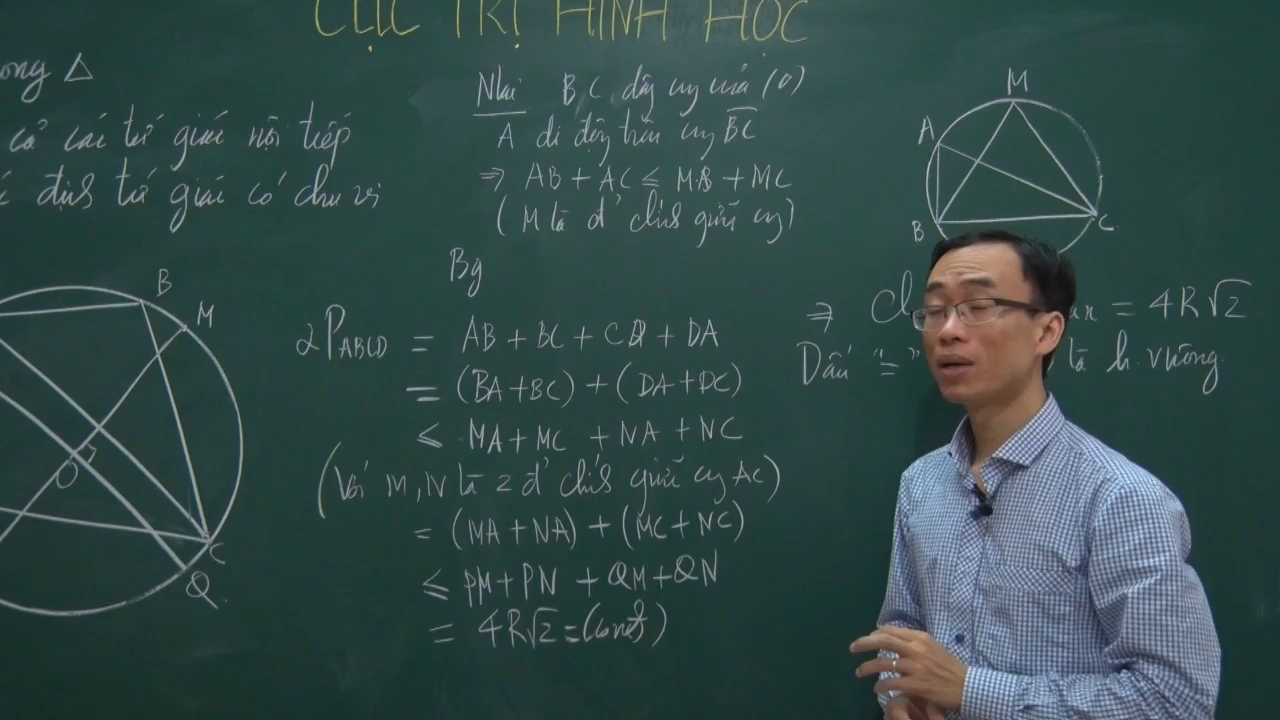 CỰC TRỊ HÌNH HỌC
ong △
cả các tứ giác nội tiếp
định tứ giác có chu vi
Nhài BC dây cung của (O)
A di động trên cung BC
⇒ AB + AC ≤ MB + MC
(M là đ' chính giữa cung)
M
A
B
C
Bg
2P_ABCD = AB + BC + CD + DA
= (BA+BC) + (DA+DC)
≤ MA + MC + NA + NC
(Với M, N là 2 đ' chính giữa cung AC)
= (MA + NA) + (MC + NC)
≤ PM + PN + QM + QN
= 4R√2 = (const)
⇒ = 4R√2
Dấu "=" là h.vuông
B
M
O
C
Q